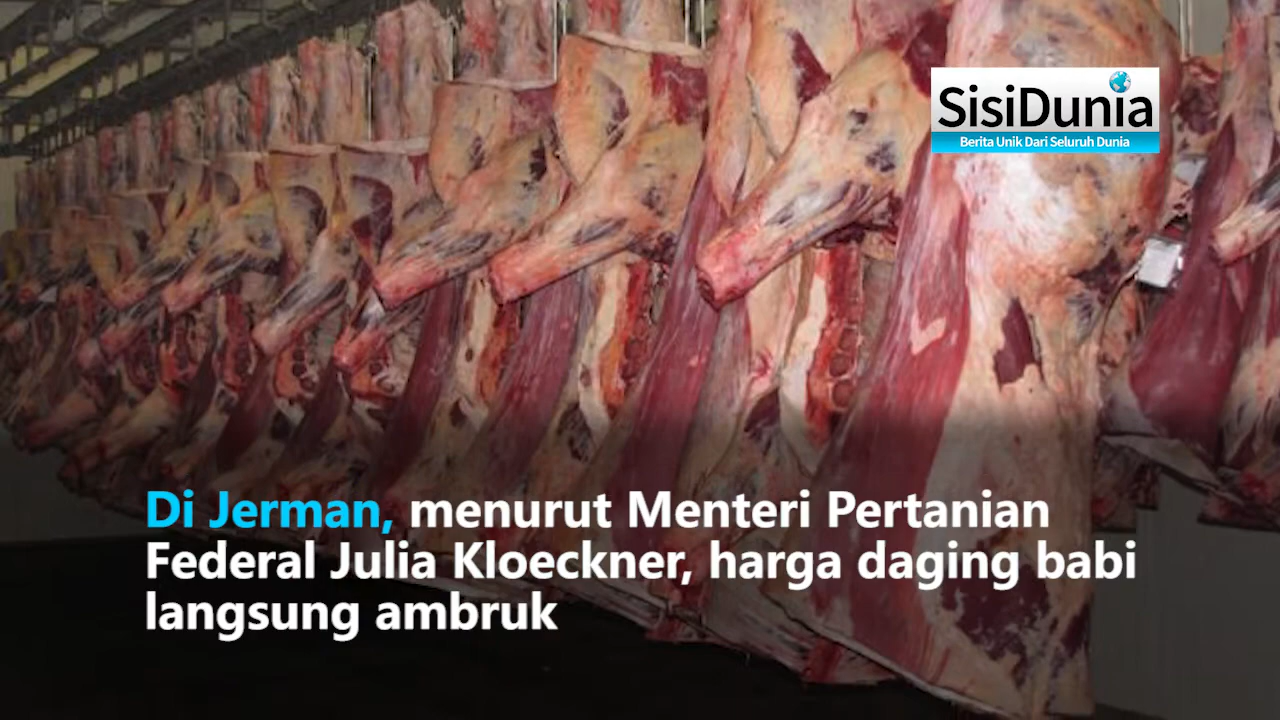 SisiDunia
Berita Unik Dari Seluruh Dunia
Di Jerman, menurut Menteri Pertanian
Federal Julia Kloeckner, harga daging babi
langsung ambruk